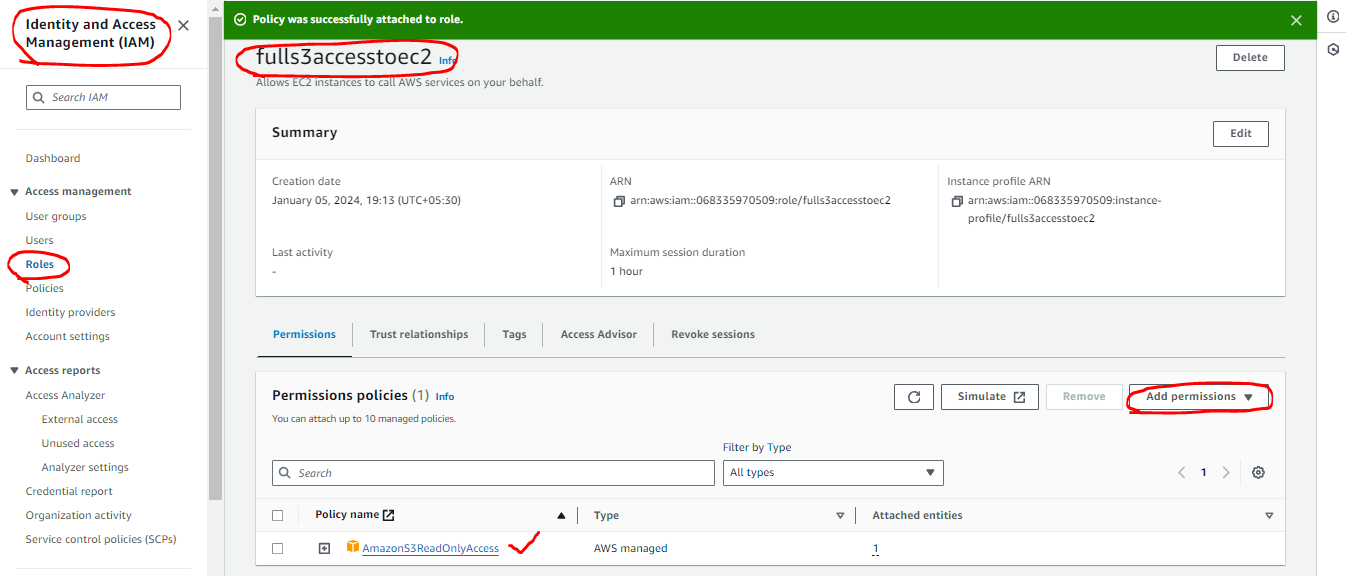 Identity and Access
Management (IAM)
Search IAM
Dashboard
Access management
User groups
Users
Roles
Policies
Identity providers
Account settings
Access reports
Access Analyzer
External access
Unused access
Analyzer settings
Credential report
Organization activity
Service control policies (SCPs)
Policy was successfully attached to role.
fulls3accesstoec2 Info
Delete
Allows EC2 instances to call AWS services on your behalf.
Summary
Edit
Creation date
January 05, 2024, 19:13 (UTC+05:30)
ARN
arn:aws:iam::068335970509:role/fulls3accesstoec2
Instance profile ARN
arn:aws:iam::068335970509:instance-
profile/fulls3accesstoec2
Last activity
-
Maximum session duration
1 hour
Permissions
Trust relationships
Tags
Access Advisor
Revoke sessions
Permissions policies (1) Info
You can attach up to 10 managed policies.
Simulate
Remove
Add permissions
Filter by Type
Search
All types
1
Policy name
Type
Attached entities
AmazonS3ReadOnlyAccess
AWS managed
1